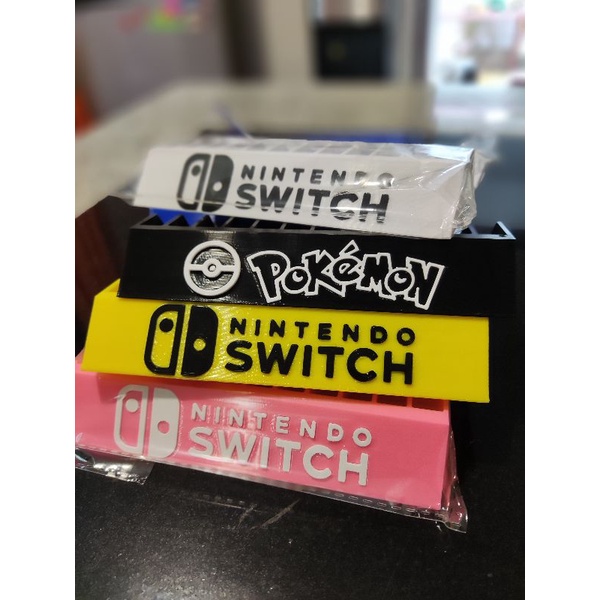 NINTENDO
SWITCH
POKéMON
NINTENDO
SWITCH
NINTENDO
SWITCH